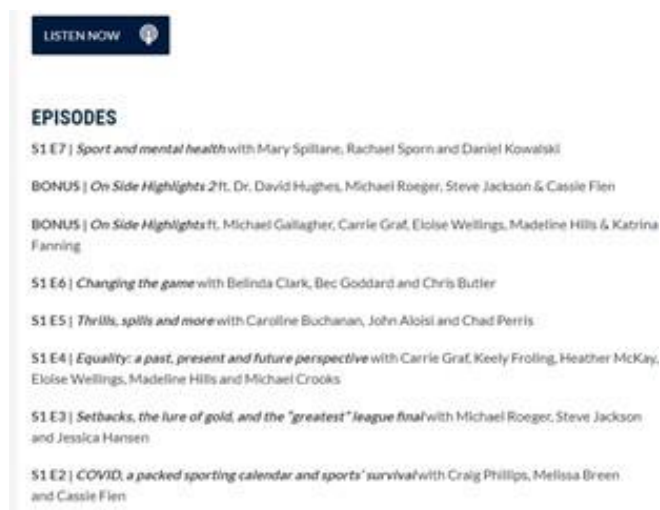 LISTEN NOW
EPISODES
S1 E7 | Sport and mental health with Mary Spillane, Rachael Sporn and Daniel Kowalski
BONUS | On Side Highlights 2 ft. Dr. David Hughes, Michael Roeger, Steve Jackson & Cassie Fien
BONUS | On Side Highlights ft. Michael Gallagher, Carrie Graf, Eloise Wellings, Madeline Hills & Katrina
Fanning
S1 E6 | Changing the game with Belinda Clark, Bec Goddard and Chris Butler
S1 E5 | Thrills, spills and more with Caroline Buchanan, John Aloisi and Chad Perris
S1 E4 | Equality: a past, present and future perspective with Carrie Graf, Keely Froling, Heather McKay,
Eloise Wellings, Madeline Hills and Michael Crooks
S1 E3 | Setbacks, the lure of gold, and the "greatest" league final with Michael Roeger, Steve Jackson
and Jessica Hansen
S1 E2 | COVID, a packed sporting calendar and sports' survival with Craig Phillips, Melissa Breen
and Cassie Fien